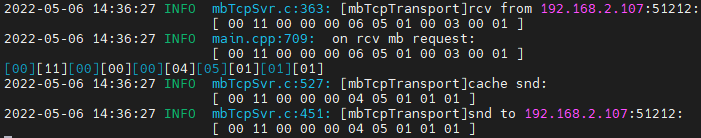 2022-05-06 14:36:27 INFO  mbTcpSvr.c:363: [mbTcpTransport]rcv from 192.168.2.107:51212:
[ 00 11 00 00 00 06 05 01 00 03 00 01 ]
2022-05-06 14:36:27 INFO  main.cpp:709:  on rcv mb request:
[ 00 11 00 00 00 06 05 01 00 03 00 01 ]
[00][11][00][00][00][04][05][01][01][01]
2022-05-06 14:36:27 INFO  mbTcpSvr.c:527: [mbTcpTransport]cache snd:
[ 00 11 00 00 00 04 05 01 01 01 ]
2022-05-06 14:36:27 INFO  mbTcpSvr.c:451: [mbTcpTransport]snd to 192.168.2.107:51212:
[ 00 11 00 00 00 04 05 01 01 01 ]